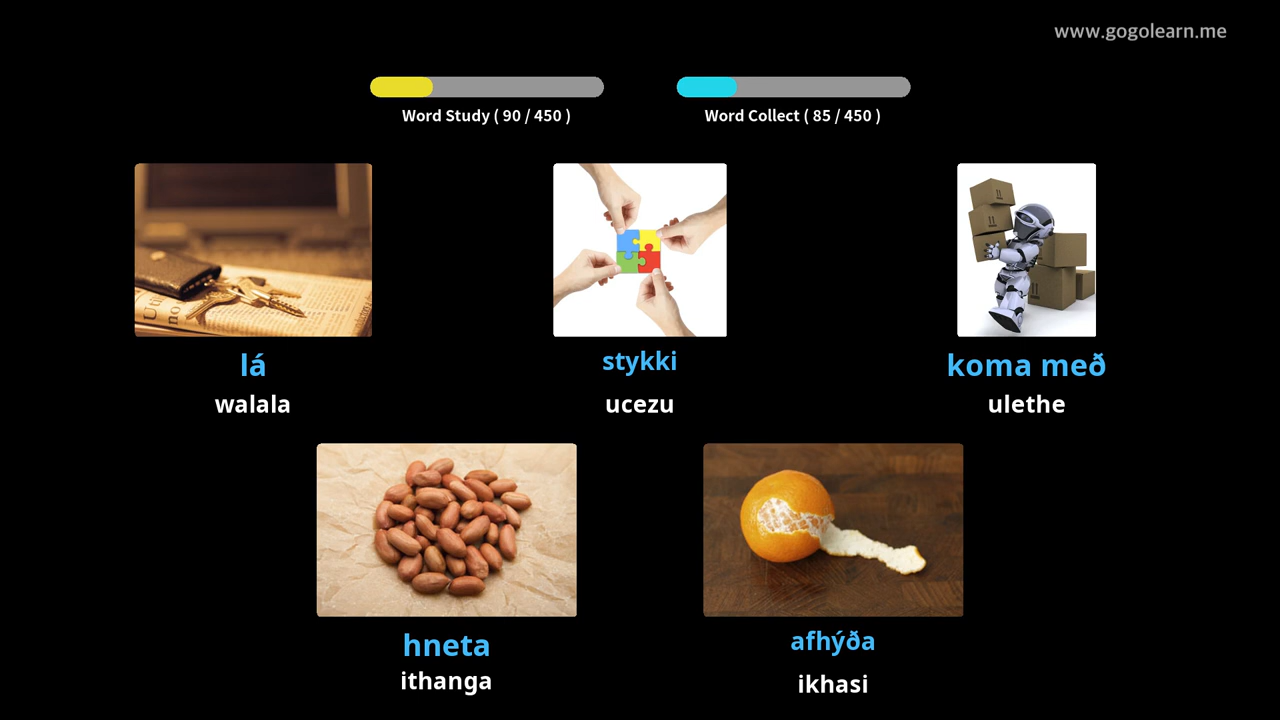 www.gogolearn.me
Word Study ( 90 / 450 )
Word Collect ( 85 / 450 )
lá
stykki
koma með
walala
ucezu
ulethe
hneta
afhýða
ithanga
ikhasi